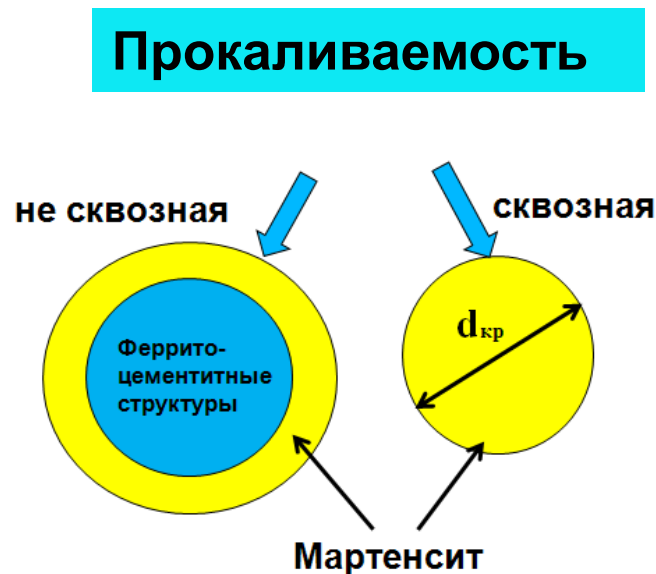 Прокаливаемость
не сквозная
сквозная
Феррито-
цементитные
структуры
dкр
Мартенсит